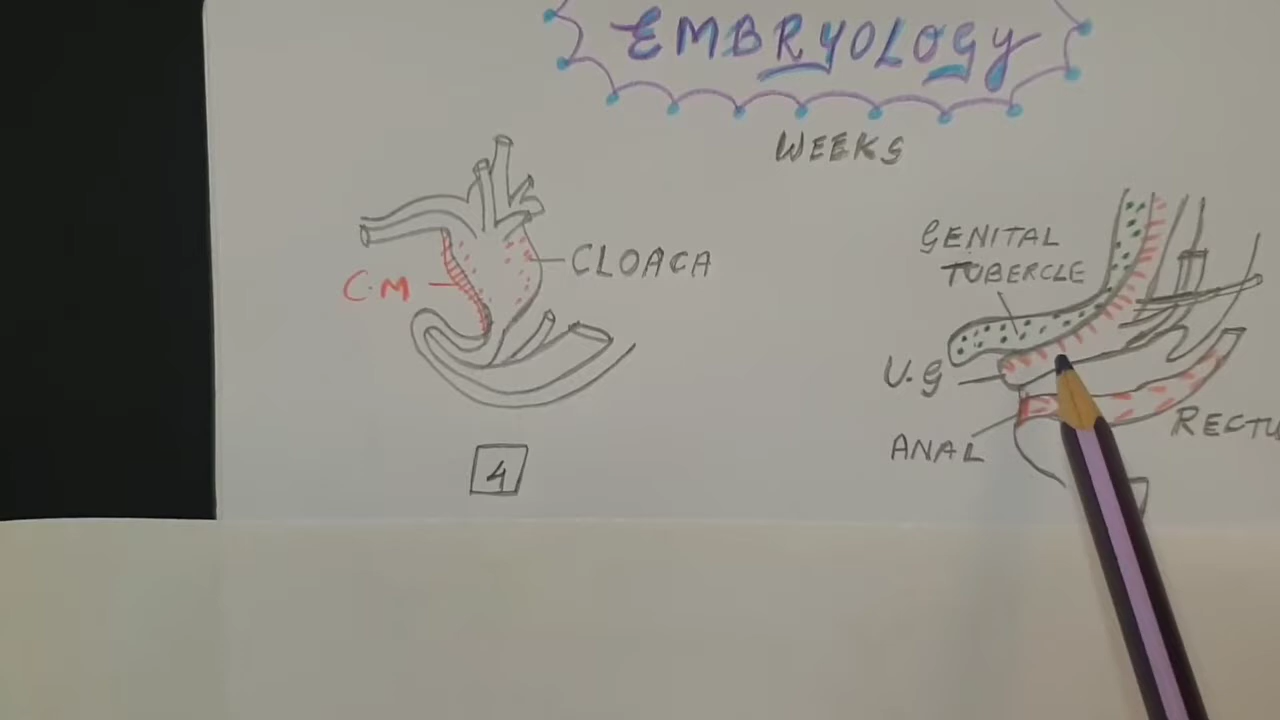 EMBRYOLOGY
WEEKS
CLOACA
C.M
4
GENITAL
TUBERCLE
U.G
ANAL
RECTU